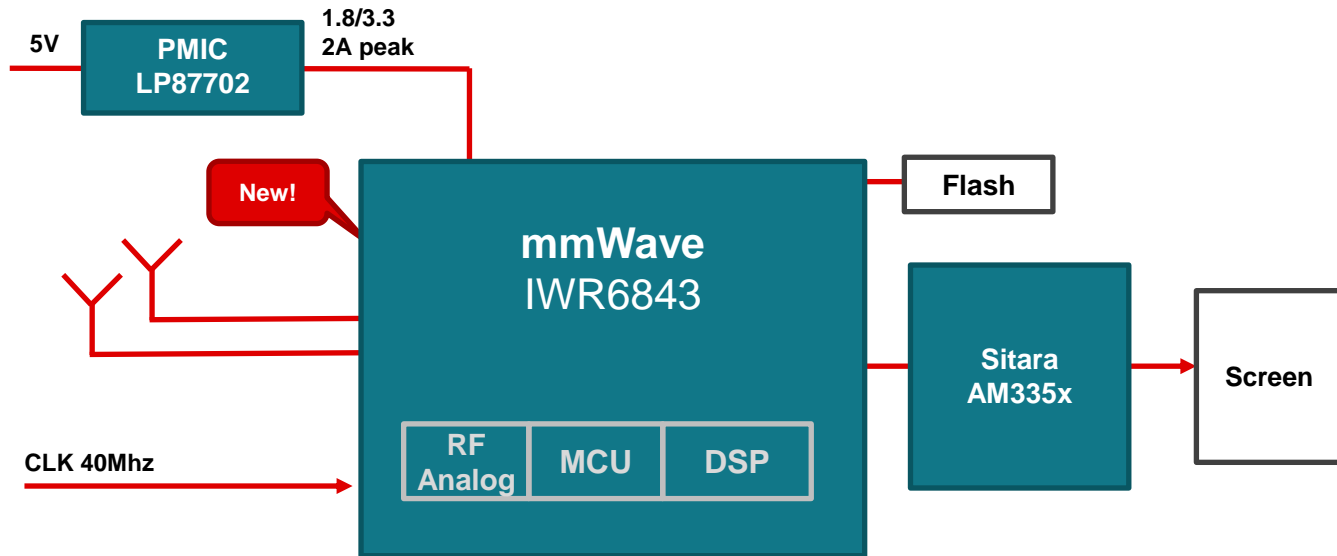 5V
PMIC
LP87702
1.8/3.3
2A peak
New!
mmWave
IWR6843
Flash
Sitara
AM335x
Screen
CLK 40Mhz
RF
Analog
MCU
DSP